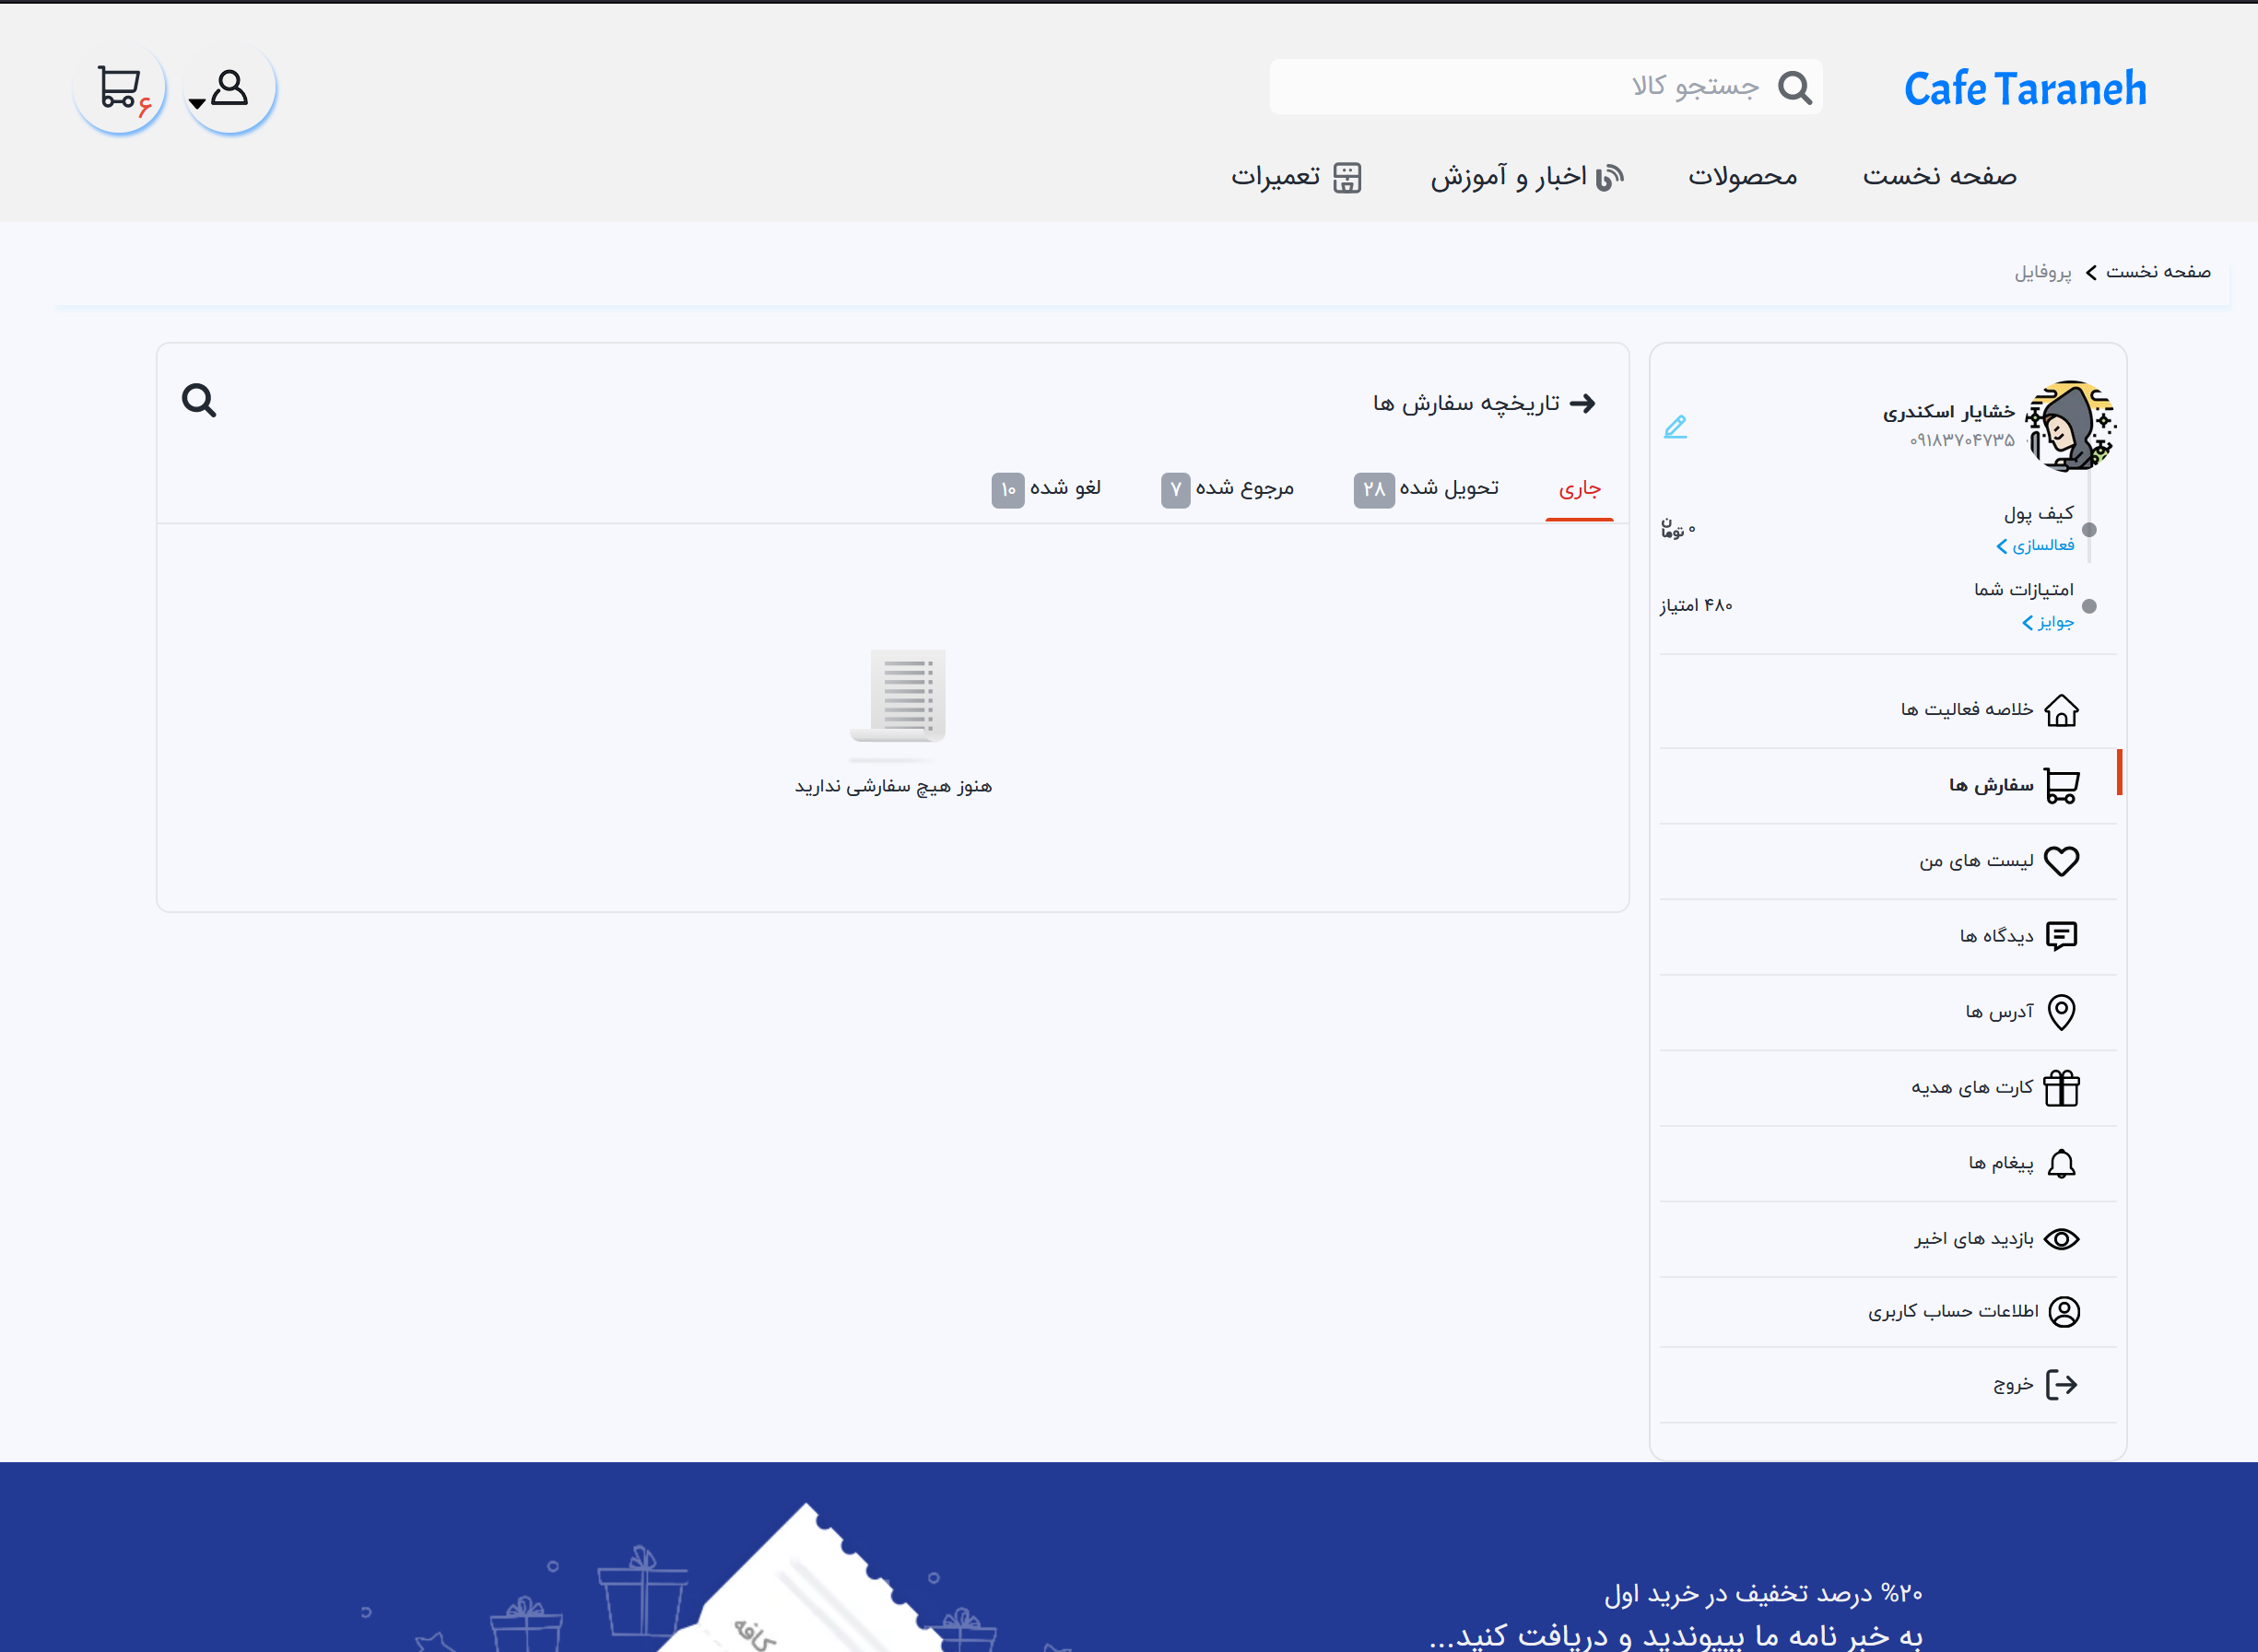 Cafe Taraneh
جستجو کالا
۶
صفحه نخست
محصولات
اخبار و آموزش
تعمیرات
صفحه نخست
پروفایل
خشایار اسکندری
۰۹۱۸۳۷۰۴۷۳۵
کیف پول
۰ تومان
فعالسازی
امتیازات شما
۴۸۰ امتیاز
جوایز
خلاصه فعالیت ها
سفارش ها
لیست های من
دیدگاه ها
آدرس ها
کارت های هدیه
پیغام ها
بازدید های اخیر
اطلاعات حساب کاربری
خروج
تاریخچه سفارش ها
جاری
تحویل شده ۲۸
مرجوع شده ۷
لغو شده ۱۰
هنوز هیچ سفارشی ندارید
۲۰% درصد تخفیف در خرید اول
به خبر نامه ما بپیوندید و دریافت کنید...
کافه